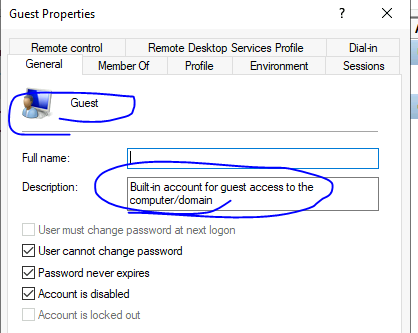 Guest Properties ? ×
Remote control Remote Desktop Services Profile Dial-in
General Member Of Profile Environment Sessions
Guest
Full name:
Description: Built-in account for guest access to the
computer/domain
User must change password at next logon
User cannot change password
Password never expires
Account is disabled
Account is locked out